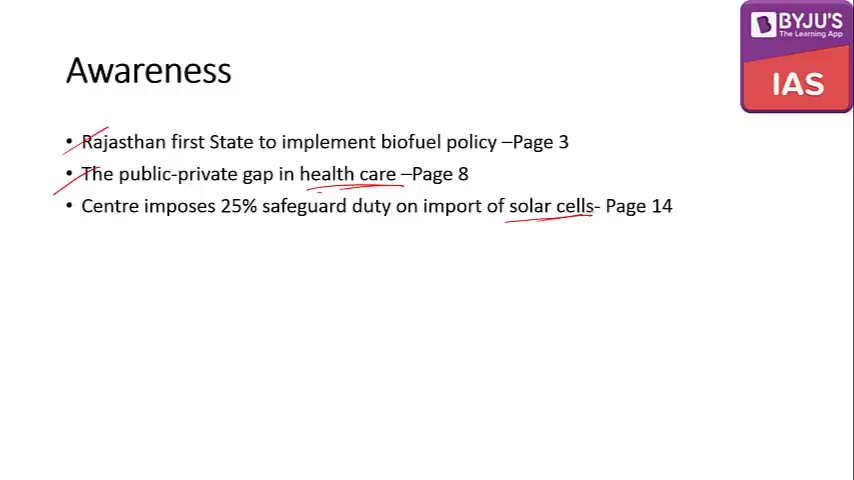 BYJU'S
The Learning App
IAS
Awareness
• Rajasthan first State to implement biofuel policy –Page 3
• The public-private gap in health care –Page 8
• Centre imposes 25% safeguard duty on import of solar cells- Page 14